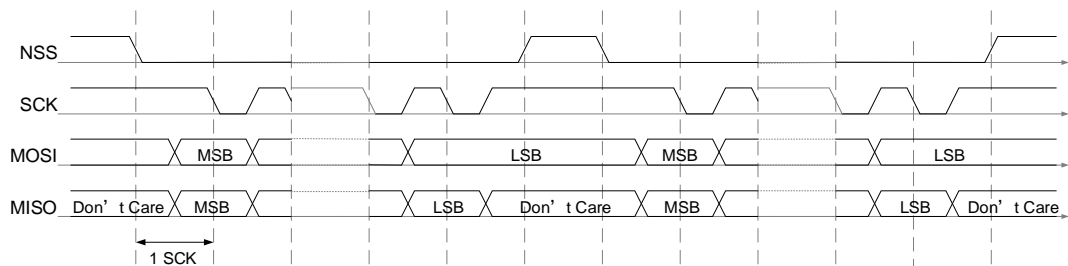 NSS
SCK
MOSI MSB LSB MSB LSB
MISO Don’t Care MSB LSB Don’t Care MSB LSB Don’t Care
1 SCK